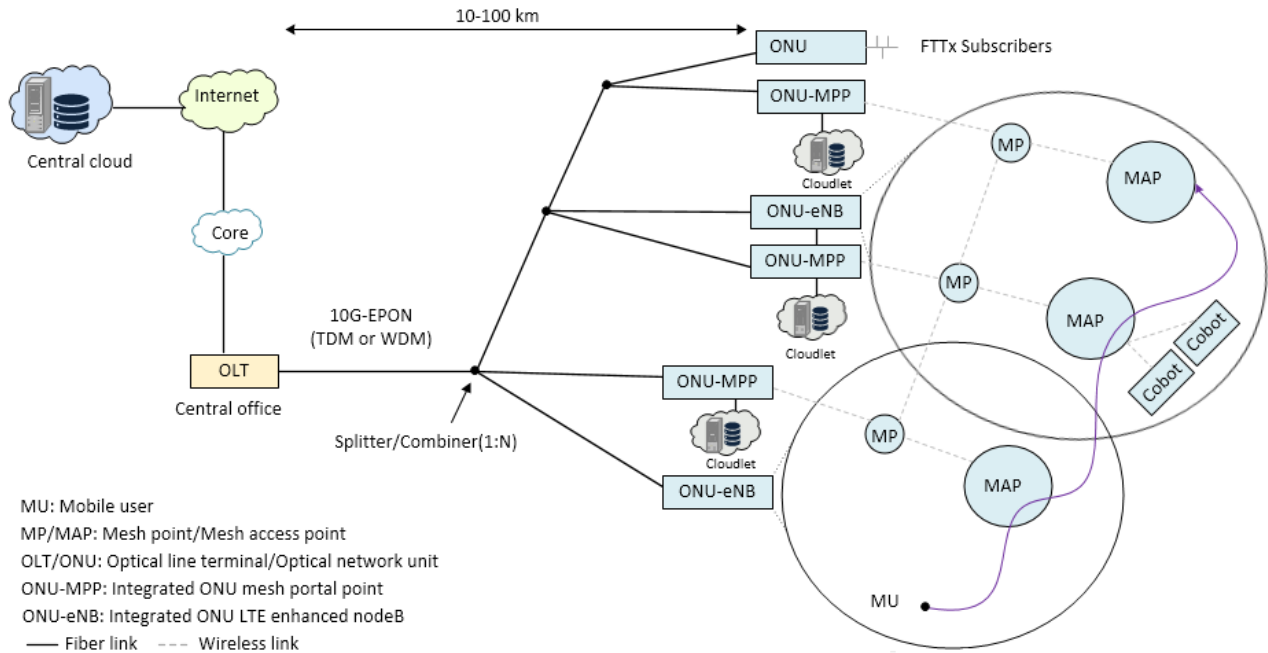 10-100 km
ONU
FTTx Subscribers
ONU-MPP
Cloudlet
Internet
Central cloud
MP
MAP
ONU-eNB
Core
ONU-MPP
Cloudlet
MP
MAP
Cobot
Cobot
10G-EPON
(TDM or WDM)
OLT
Central office
Splitter/Combiner(1:N)
ONU-MPP
Cloudlet
ONU-eNB
MP
MAP
MU
MU: Mobile user
MP/MAP: Mesh point/Mesh access point
OLT/ONU: Optical line terminal/Optical network unit
ONU-MPP: Integrated ONU mesh portal point
ONU-eNB: Integrated ONU LTE enhanced nodeB
Fiber link
Wireless link